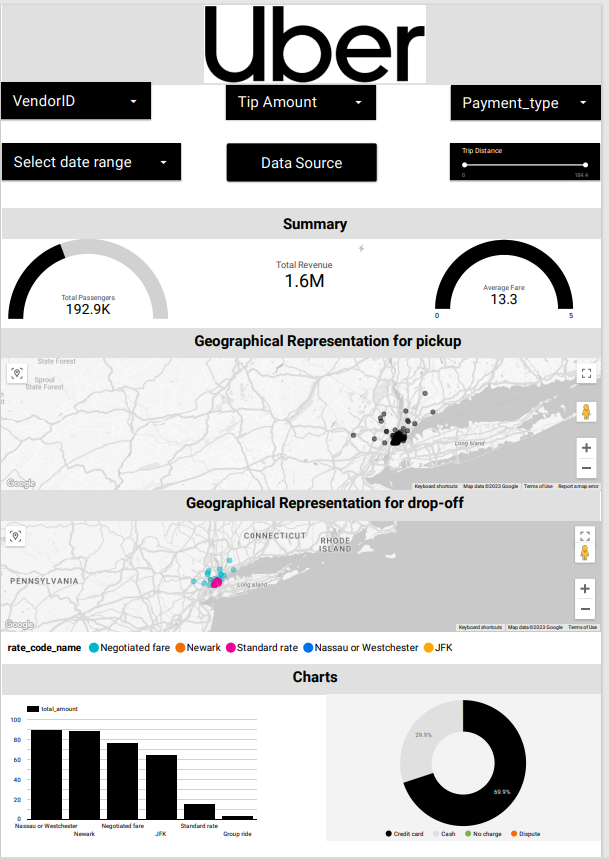 Uber
VendorID
Tip Amount
Payment_type
Select date range
Data Source
Trip Distance
0
184.4
Summary
Total Passengers
192.9K
Total Revenue
1.6M
Average Fare
13.3
0
5
Geographical Representation for pickup
State Forest
Sproul
State Forest
Long Island
Google
Keyboard shortcuts
Map data ©2023 Google
Terms of Use
Report a map error
Geographical Representation for drop-off
CONNECTICUT
RHODE
ISLAND
PENNSYLVANIA
Long Island
Google
Keyboard shortcuts
Map data ©2023 Google
Terms of Use
rate_code_name
Negotiated fare
Newark
Standard rate
Nassau or Westchester
JFK
Charts
total_amount
100
80
60
40
20
0
Nassau or Westchester
Newark
Negotiated fare
JFK
Standard rate
Group ride
29.9%
69.9%
Credit card
Cash
No charge
Dispute